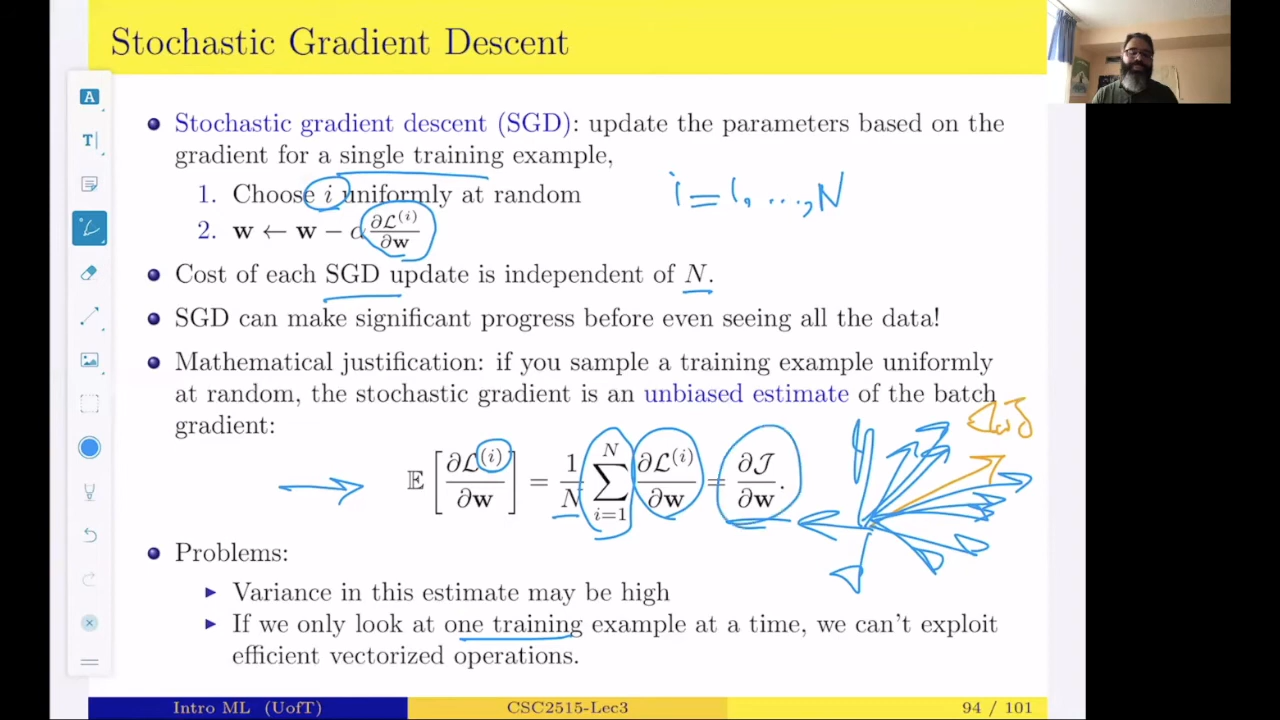 Stochastic Gradient Descent
Stochastic gradient descent (SGD): update the parameters based on the
gradient for a single training example,
1. Choose i uniformly at random
i = 1, ..., N
2. w ← w − α ∂L^(i)/∂w
Cost of each SGD update is independent of N.
SGD can make significant progress before even seeing all the data!
Mathematical justification: if you sample a training example uniformly
at random, the stochastic gradient is an unbiased estimate of the batch
gradient:
𝔼[∂L^(i)/∂w] = 1/N ∑_{i=1}^{N} ∂L^(i)/∂w = ∂J/∂w.
Problems:
Variance in this estimate may be high
If we only look at one training example at a time, we can't exploit
efficient vectorized operations.
Intro ML (UofT) CSC2515-Lec3 94 / 101
A
T